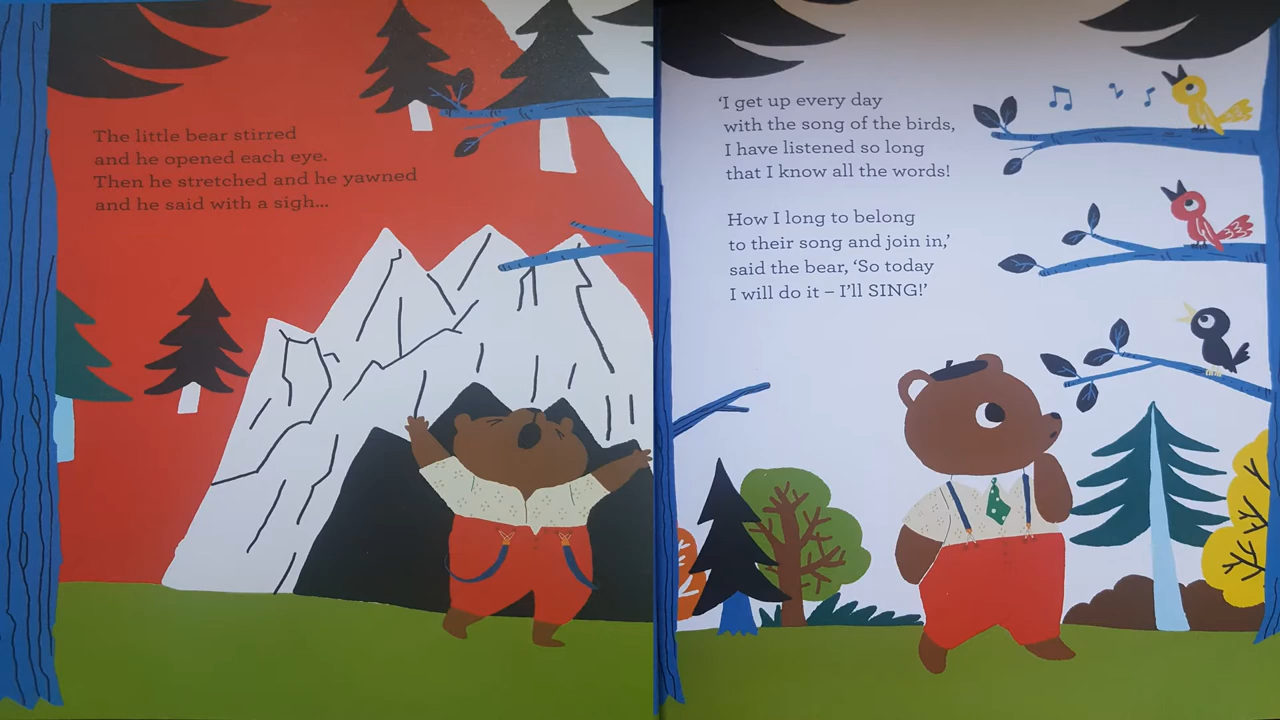 The little bear stirred
and he opened each eye.
Then he stretched and he yawned
and he said with a sigh...
‘I get up every day
with the song of the birds,
I have listened so long
that I know all the words!
How I long to belong
to their song and join in,’
said the bear, ‘So today
I will do it – I’ll SING!’